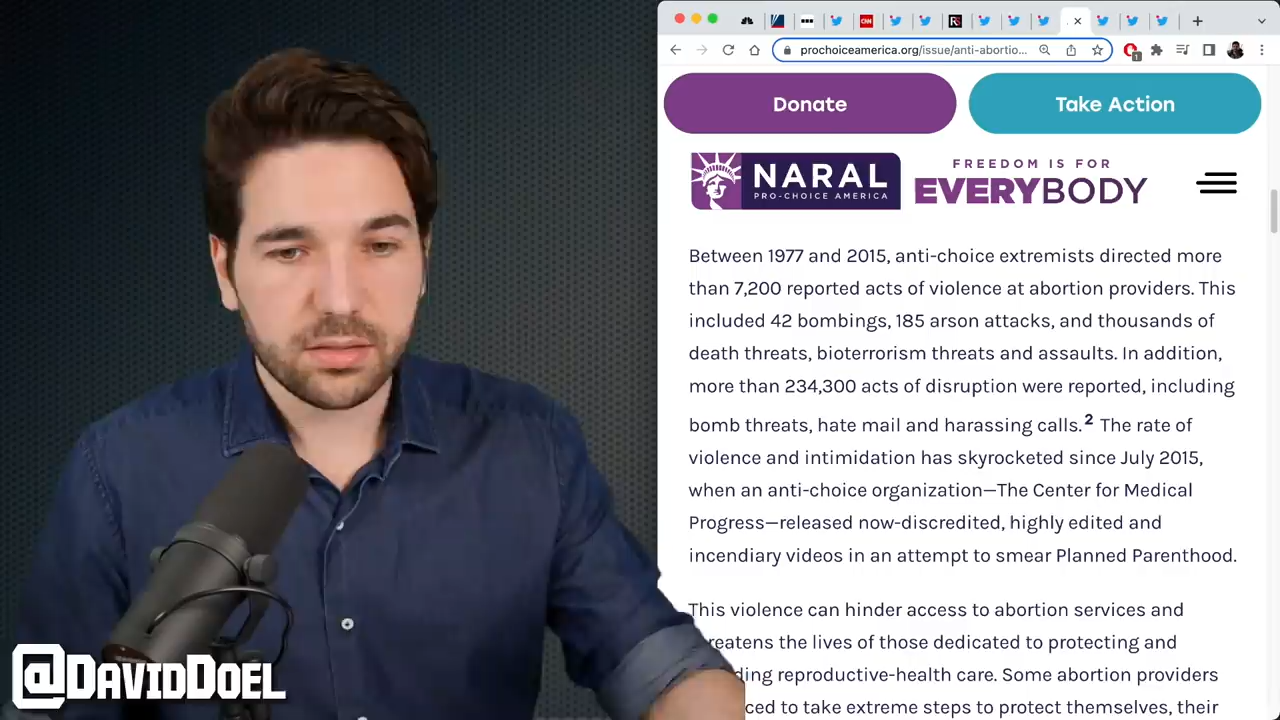 prochoiceamerica.org/issue/anti-abortio...
Donate
Take Action
NARAL
PRO-CHOICE AMERICA
FREEDOM IS FOR
EVERYBODY
Between 1977 and 2015, anti-choice extremists directed more
than 7,200 reported acts of violence at abortion providers. This
included 42 bombings, 185 arson attacks, and thousands of
death threats, bioterrorism threats and assaults. In addition,
more than 234,300 acts of disruption were reported, including
bomb threats, hate mail and harassing calls.2 The rate of
violence and intimidation has skyrocketed since July 2015,
when an anti-choice organization—The Center for Medical
Progress—released now-discredited, highly edited and
incendiary videos in an attempt to smear Planned Parenthood.
This violence can hinder access to abortion services and
reatens the lives of those dedicated to protecting and
ding reproductive-health care. Some abortion providers
ced to take extreme steps to protect themselves, their
@DAVIDDOEL